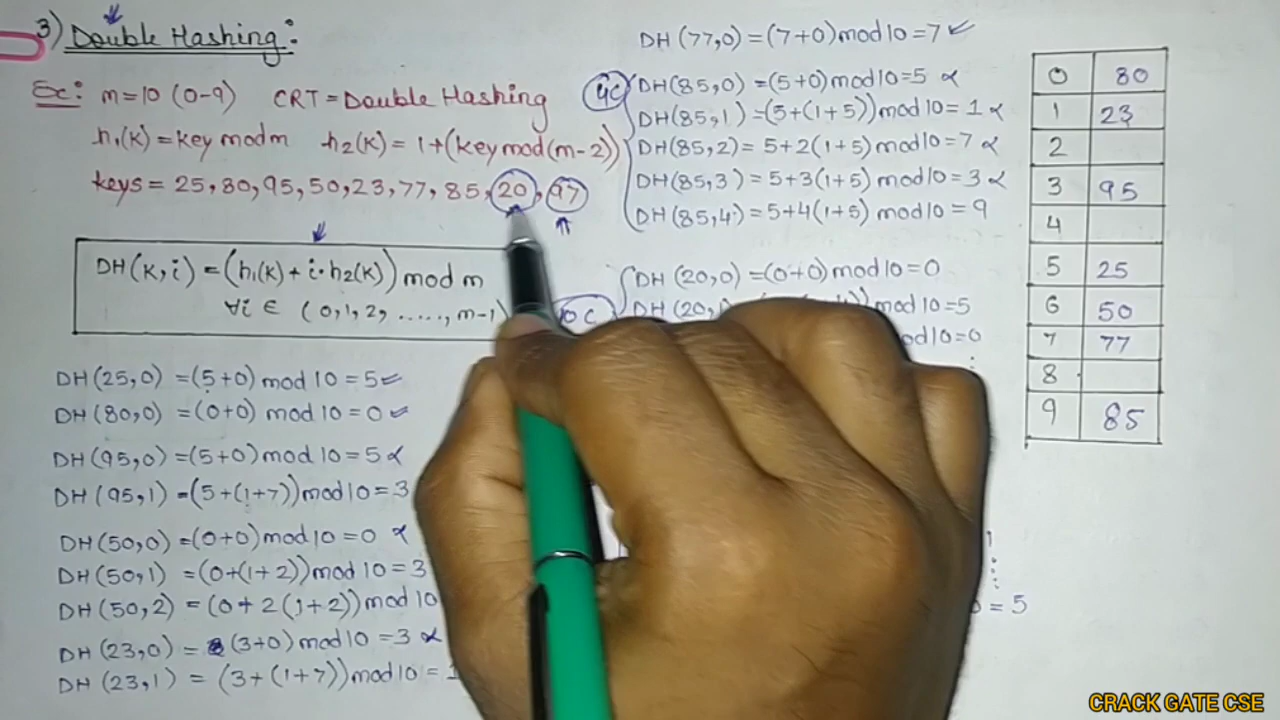 3) Double Hashing:
Ex: m=10 (0-9) CRT = Double Hashing
h₁(K) = key mod m h₂(K) = 1+(key mod (m-2))
keys = 25, 80, 95, 50, 23, 77, 85, 20, 97
DH(K,i) = (h₁(K) + i·h₂(K)) mod m
∀i ∈ (0,1,2, ....., m-1)
DH(25,0) = (5+0) mod 10 = 5 ✓
DH(80,0) = (0+0) mod 10 = 0 ✓
DH(95,0) = (5+0) mod 10 = 5 ×
DH(95,1) = (5+(1+7)) mod 10 = 3
DH(50,0) = (0+0) mod 10 = 0 ×
DH(50,1) = (0+(1+2)) mod 10 = 3
DH(50,2) = (0+2(1+2)) mod 10
DH(23,0) = (3+0) mod 10 = 3 ×
DH(23,1) = (3+(1+7)) mod 10 = 1
DH(77,0) = (7+0) mod 10 = 7 ✓
4C
DH(85,0) = (5+0) mod 10 = 5 ×
DH(85,1) = (5+(1+5)) mod 10 = 1 ×
DH(85,2) = 5+2(1+5) mod 10 = 7 ×
DH(85,3) = 5+3(1+5) mod 10 = 3 ×
DH(85,4) = 5+4(1+5) mod 10 = 9
DH(20,0) = (0+0) mod 10 = 0
10C
DH(20, mod 10 = 5
mod 10 = 0
= 5
0 80
1 23
2
3 95
4
5 25
6 50
7 77
8
9 85
CRACK GATE CSE